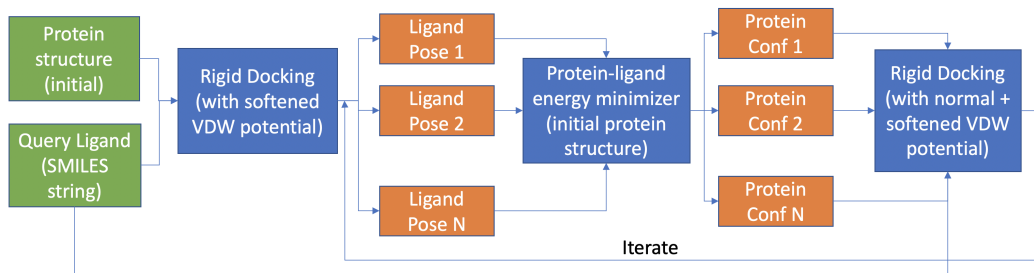 Protein
structure
(initial)
Query Ligand
(SMILES
string)
Rigid Docking
(with softened
VDW potential)
Ligand
Pose 1
Ligand
Pose 2
Ligand
Pose N
Protein-ligand
energy minimizer
(initial protein
structure)
Protein
Conf 1
Protein
Conf 2
Protein
Conf N
Rigid Docking
(with normal +
softened VDW
potential)
Iterate